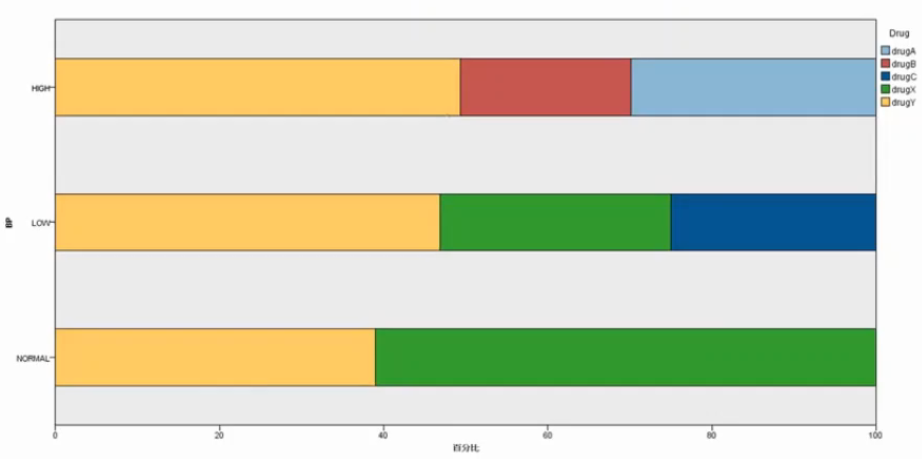 Drug
drugA
drugB
drugC
drugX
drugY
HIGH
LOW
NORMAL
BP
0
20
40
60
80
100
百分比